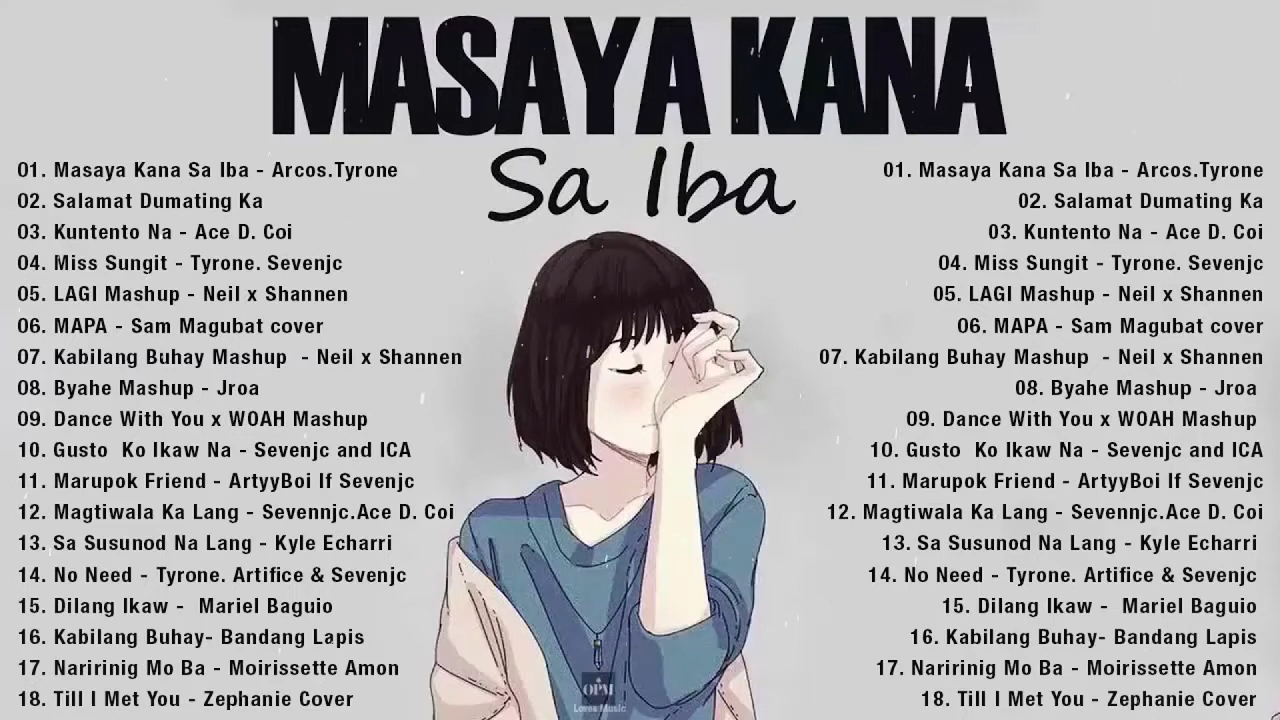 MASAYA KANA
Sa Iba
01. Masaya Kana Sa Iba - Arcos.Tyrone
02. Salamat Dumating Ka
03. Kuntento Na - Ace D. Coi
04. Miss Sungit - Tyrone. Sevenjc
05. LAGI Mashup - Neil x Shannen
06. MAPA - Sam Magubat cover
07. Kabilang Buhay Mashup - Neil x Shannen
08. Byahe Mashup - Jroa
09. Dance With You x WOAH Mashup
10. Gusto Ko Ikaw Na - Sevenjc and ICA
11. Marupok Friend - ArtyyBoi If Sevenjc
12. Magtiwala Ka Lang - Sevennjc.Ace D. Coi
13. Sa Susunod Na Lang - Kyle Echarri
14. No Need - Tyrone. Artifice & Sevenjc
15. Dilang Ikaw - Mariel Baguio
16. Kabilang Buhay- Bandang Lapis
17. Naririnig Mo Ba - Moirissette Amon
18. Till I Met You - Zephanie Cover
01. Masaya Kana Sa Iba - Arcos.Tyrone
02. Salamat Dumating Ka
03. Kuntento Na - Ace D. Coi
04. Miss Sungit - Tyrone. Sevenjc
05. LAGI Mashup - Neil x Shannen
06. MAPA - Sam Magubat cover
07. Kabilang Buhay Mashup - Neil x Shannen
08. Byahe Mashup - Jroa
09. Dance With You x WOAH Mashup
10. Gusto Ko Ikaw Na - Sevenjc and ICA
11. Marupok Friend - ArtyyBoi If Sevenjc
12. Magtiwala Ka Lang - Sevennjc.Ace D. Coi
13. Sa Susunod Na Lang - Kyle Echarri
14. No Need - Tyrone. Artifice & Sevenjc
15. Dilang Ikaw - Mariel Baguio
16. Kabilang Buhay- Bandang Lapis
17. Naririnig Mo Ba - Moirissette Amon
18. Till I Met You - Zephanie Cover
OPM
Loves Music